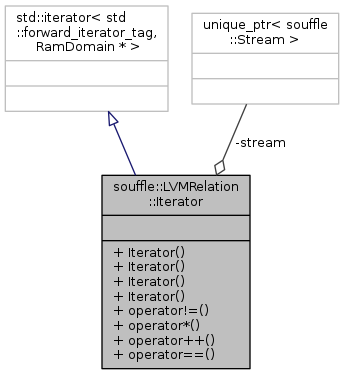 std::iterator< std
::forward_iterator_tag,
RamDomain * >
unique_ptr< souffle
::Stream >
-stream
souffle::LVMRelation
::Iterator
+ Iterator()
+ Iterator()
+ Iterator()
+ Iterator()
+ operator!=()
+ operator*()
+ operator++()
+ operator==()